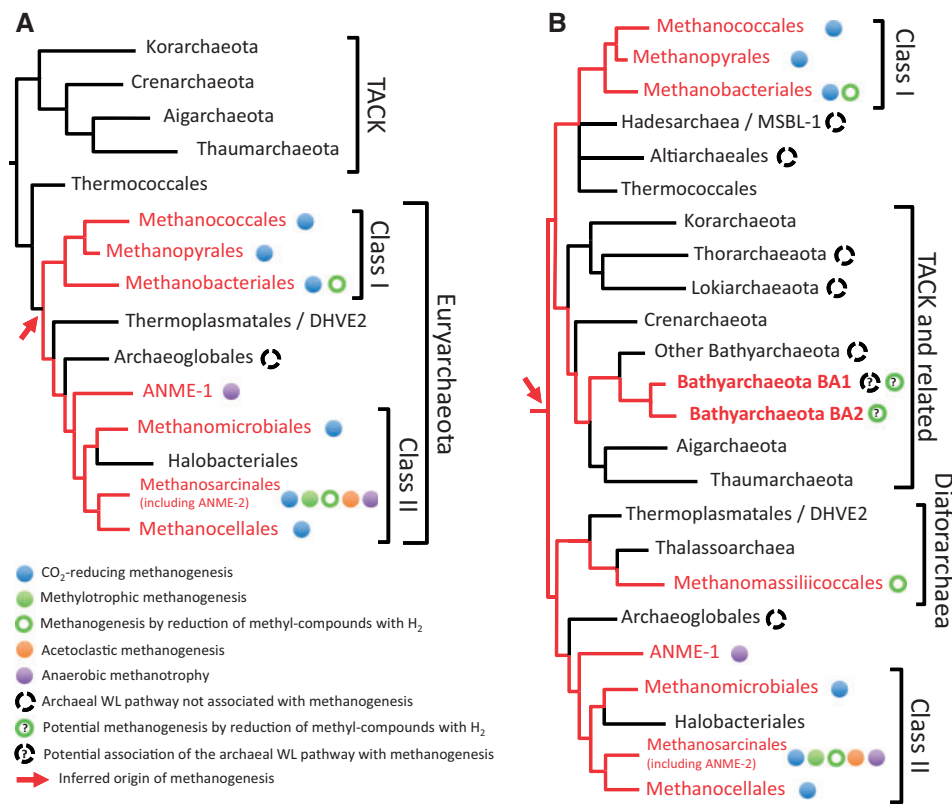 A
Korarchaeota
Crenarchaeota
Aigarchaeota
Thaumarchaeota
TACK
Thermococcales
Methanococcales
Methanopyrales
Methanobacteriales
Class I
Thermoplasmatales / DHVE2
Archaeoglobales
ANME-1
Methanomicrobiales
Halobacteriales
Methanosarcinales
(including ANME-2)
Methanocellales
Class II
Euryarchaeota
CO2-reducing methanogenesis
Methylotrophic methanogenesis
Methanogenesis by reduction of methyl-compounds with H2
Acetoclastic methanogenesis
Anaerobic methanotrophy
Archaeal WL pathway not associated with methanogenesis
? Potential methanogenesis by reduction of methyl-compounds with H2
? Potential association of the archaeal WL pathway with methanogenesis
Inferred origin of methanogenesis
B
Methanococcales
Methanopyrales
Methanobacteriales
Class I
Hadesarchaea / MSBL-1
Altiarchaeales
Thermococcales
Korarchaeota
Thorarchaeaota
Lokiarchaeaota
Crenarchaeota
Other Bathyarchaeota
Bathyarchaeota BA1 ? ?
Bathyarchaeota BA2 ?
Aigarchaeota
Thaumarchaeota
TACK and related
Thermoplasmatales / DHVE2
Thalassoarchaea
Methanomassiliicoccales
Diaforarchaea
Archaeoglobales
ANME-1
Methanomicrobiales
Halobacteriales
Methanosarcinales
(including ANME-2)
Methanocellales
Class II